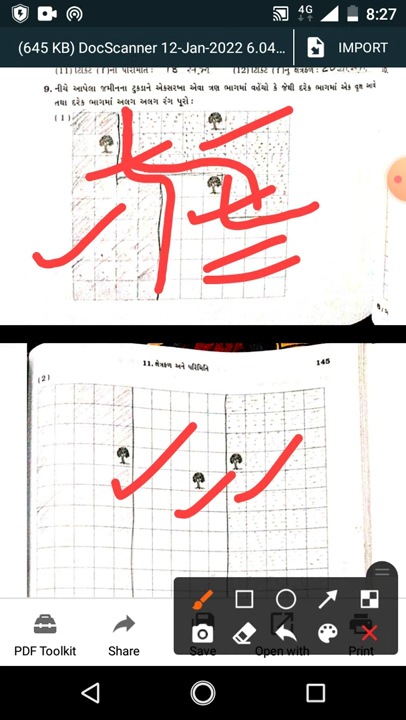 4G
8:27
(645 KB) DocScanner 12-Jan-2022 6.04...
IMPORT
9. નીચે આપેલા જમીનના ટુકડાને એકસરખા એવા ત્રણ ભાગમાં વહેંચો કે જેથી દરેક ભાગમાં એક વૃક્ષ આવે
તથા દરેક ભાગમાં અલગ અલગ રંગ પૂરો :
(1)
11. ક્ષેત્રફળ અને પરિમિતિ
145
(2)
PDF Toolkit
Share
Save
Open with
Print